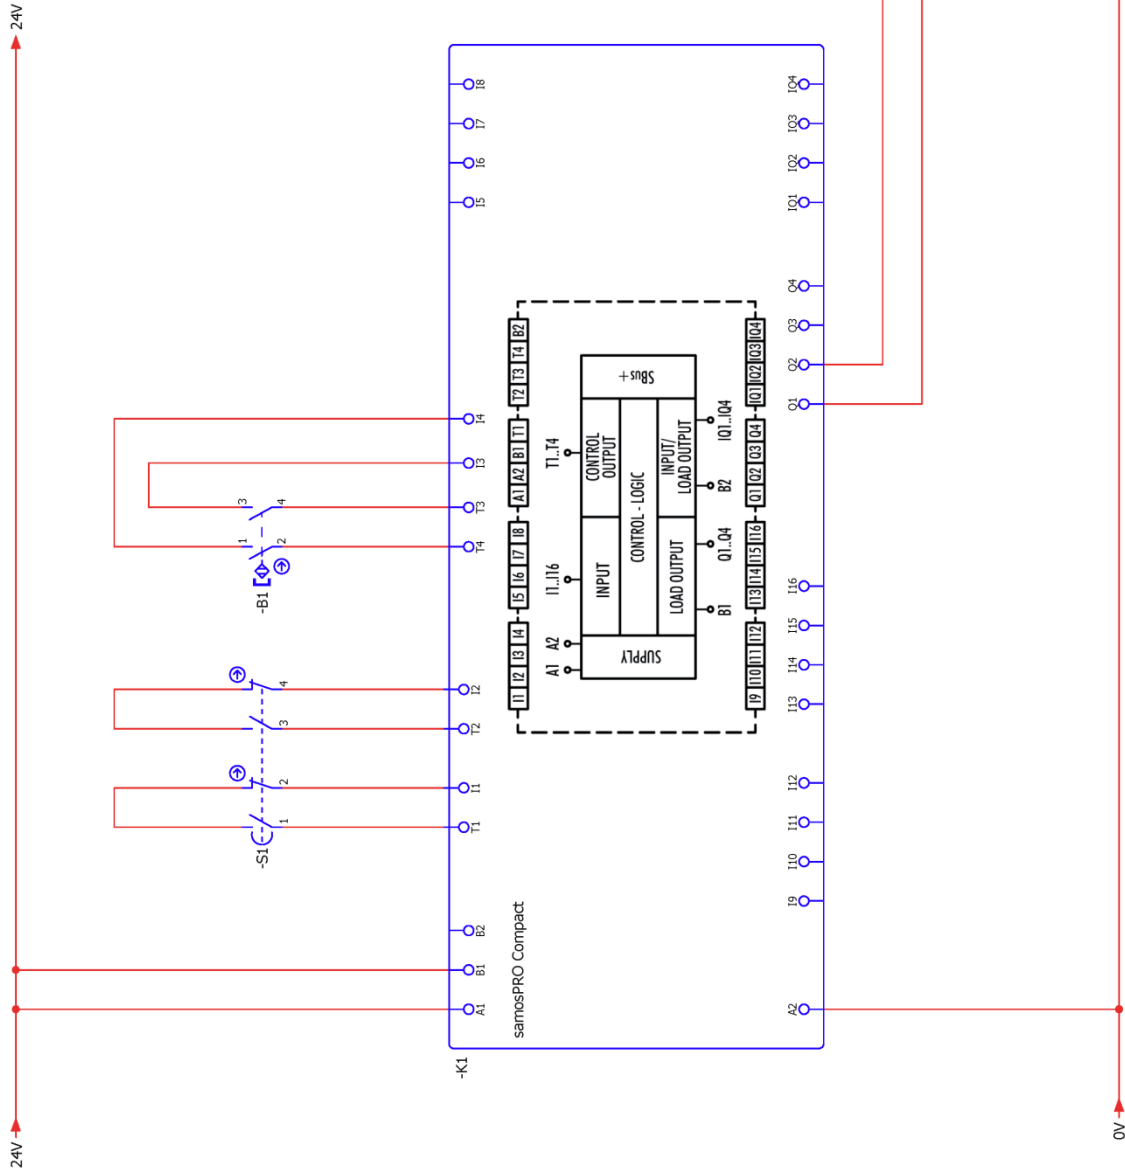 24V
24V
-S1
1
2
3
4
-B1
1
2
3
4
-K1
A1 B1 B2 T1 I1 T2 I2 T4 T3 I3 I4 I5 I6 I7 I8
samosPRO Compact
I1 I2 I3 I4 I5 I6 I7 I8 A1 A2 B1 T1 T2 T3 T4 B2
A1 A2 I1..I16 T1..T4
SUPPLY
INPUT
CONTROL
OUTPUT
SBus+
CONTROL - LOGIC
LOAD OUTPUT
INPUT/
LOAD OUTPUT
B1 Q1..Q4 B2 IQ1..IQ4
I9 I10 I11 I12 I13 I14 I15 I16 Q1 Q2 Q3 Q4 IQ1 IQ2 IQ3 IQ4
A2 I9 I10 I11 I12 I13 I14 I15 I16 Q1 Q2 Q3 Q4 IQ1 IQ2 IQ3 IQ4
0V